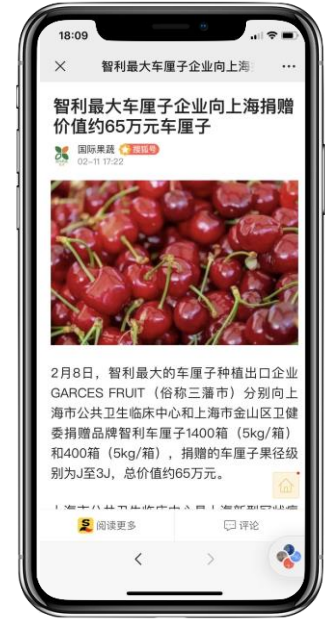 18:09
智利最大车厘子企业向上海
智利最大车厘子企业向上海捐赠
价值约65万元车厘子
国际果蔬 搜狐号
02-11 17:22
2月8日，智利最大的车厘子种植出口企业
GARCES FRUIT（俗称三藩市）分别向上
海市公共卫生临床中心和上海市金山区卫健
委捐赠品牌智利车厘子1400箱（5kg/箱）
和400箱（5kg/箱），捐赠的车厘子果径级
别为J至3J，总价值约65万元。
阅读更多
评论